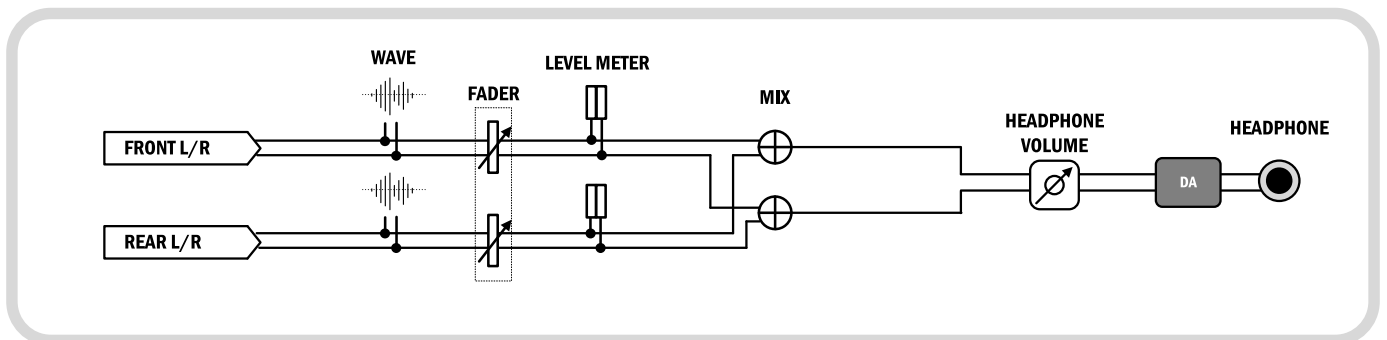 WAVE
LEVEL METER
FADER
MIX
HEADPHONE
VOLUME
HEADPHONE
FRONT L/R
DA
REAR L/R